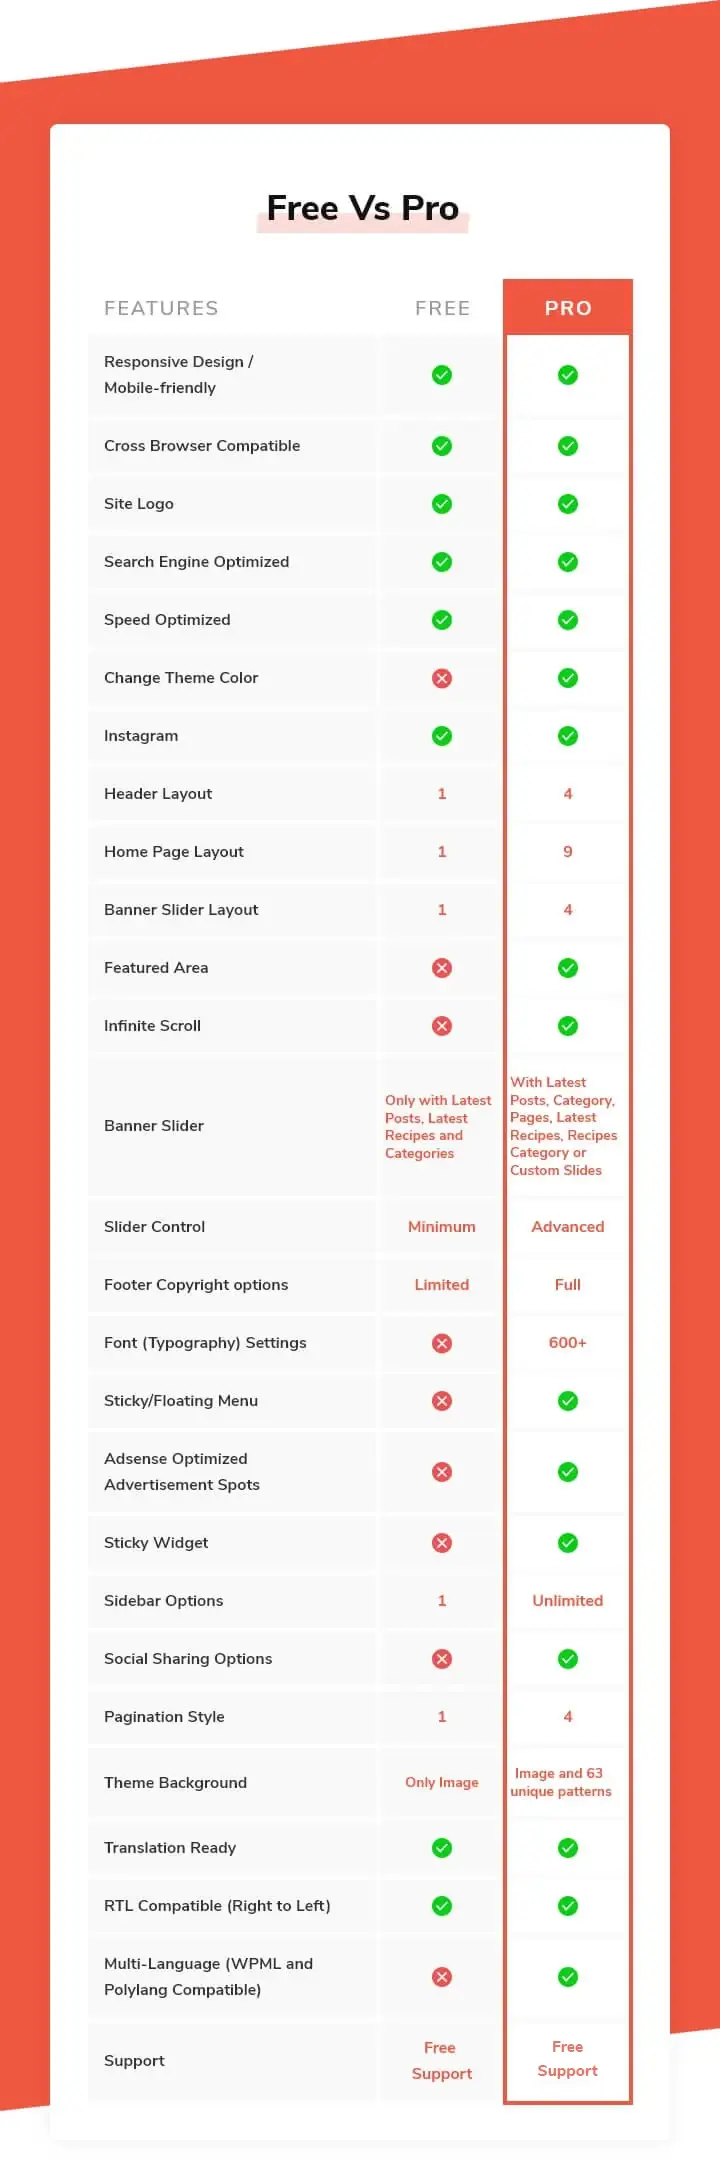 Free Vs Pro
FEATURES FREE PRO
Responsive Design /
Mobile-friendly
Cross Browser Compatible
Site Logo
Search Engine Optimized
Speed Optimized
Change Theme Color
Instagram
Header Layout 1 4
Home Page Layout 1 9
Banner Slider Layout 1 4
Featured Area
Infinite Scroll
Banner Slider
Only with Latest
Posts, Latest
Recipes and
Categories
With Latest
Posts, Category,
Pages, Latest
Recipes, Recipes
Category or
Custom Slides
Slider Control Minimum Advanced
Footer Copyright options Limited Full
Font (Typography) Settings 600+
Sticky/Floating Menu
Adsense Optimized
Advertisement Spots
Sticky Widget
Sidebar Options 1 Unlimited
Social Sharing Options
Pagination Style 1 4
Theme Background Only Image
Image and 63
unique patterns
Translation Ready
RTL Compatible (Right to Left)
Multi-Language (WPML and
Polylang Compatible)
Support
Free
Support
Free
Support